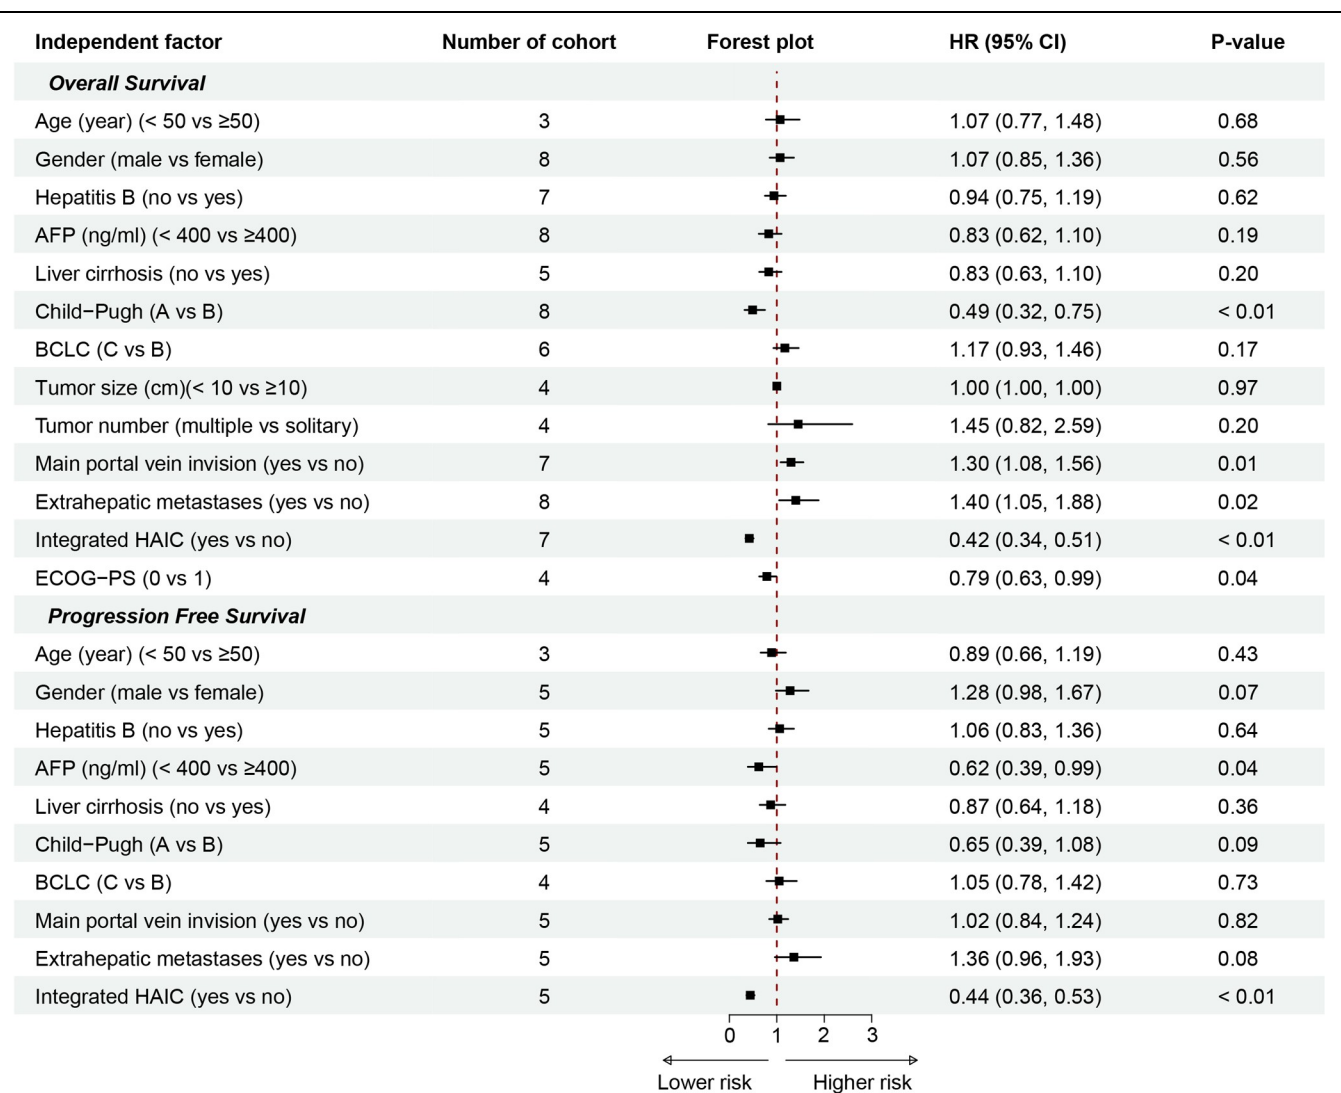 Independent factor Number of cohort Forest plot HR (95% CI) P-value
Overall Survival
Age (year) (< 50 vs ≥50) 3 1.07 (0.77, 1.48) 0.68
Gender (male vs female) 8 1.07 (0.85, 1.36) 0.56
Hepatitis B (no vs yes) 7 0.94 (0.75, 1.19) 0.62
AFP (ng/ml) (< 400 vs ≥400) 8 0.83 (0.62, 1.10) 0.19
Liver cirrhosis (no vs yes) 5 0.83 (0.63, 1.10) 0.20
Child−Pugh (A vs B) 8 0.49 (0.32, 0.75) < 0.01
BCLC (C vs B) 6 1.17 (0.93, 1.46) 0.17
Tumor size (cm)(< 10 vs ≥10) 4 1.00 (1.00, 1.00) 0.97
Tumor number (multiple vs solitary) 4 1.45 (0.82, 2.59) 0.20
Main portal vein invision (yes vs no) 7 1.30 (1.08, 1.56) 0.01
Extrahepatic metastases (yes vs no) 8 1.40 (1.05, 1.88) 0.02
Integrated HAIC (yes vs no) 7 0.42 (0.34, 0.51) < 0.01
ECOG−PS (0 vs 1) 4 0.79 (0.63, 0.99) 0.04
Progression Free Survival
Age (year) (< 50 vs ≥50) 3 0.89 (0.66, 1.19) 0.43
Gender (male vs female) 5 1.28 (0.98, 1.67) 0.07
Hepatitis B (no vs yes) 5 1.06 (0.83, 1.36) 0.64
AFP (ng/ml) (< 400 vs ≥400) 5 0.62 (0.39, 0.99) 0.04
Liver cirrhosis (no vs yes) 4 0.87 (0.64, 1.18) 0.36
Child−Pugh (A vs B) 5 0.65 (0.39, 1.08) 0.09
BCLC (C vs B) 4 1.05 (0.78, 1.42) 0.73
Main portal vein invision (yes vs no) 5 1.02 (0.84, 1.24) 0.82
Extrahepatic metastases (yes vs no) 5 1.36 (0.96, 1.93) 0.08
Integrated HAIC (yes vs no) 5 0.44 (0.36, 0.53) < 0.01
0 1 2 3
Lower risk Higher risk